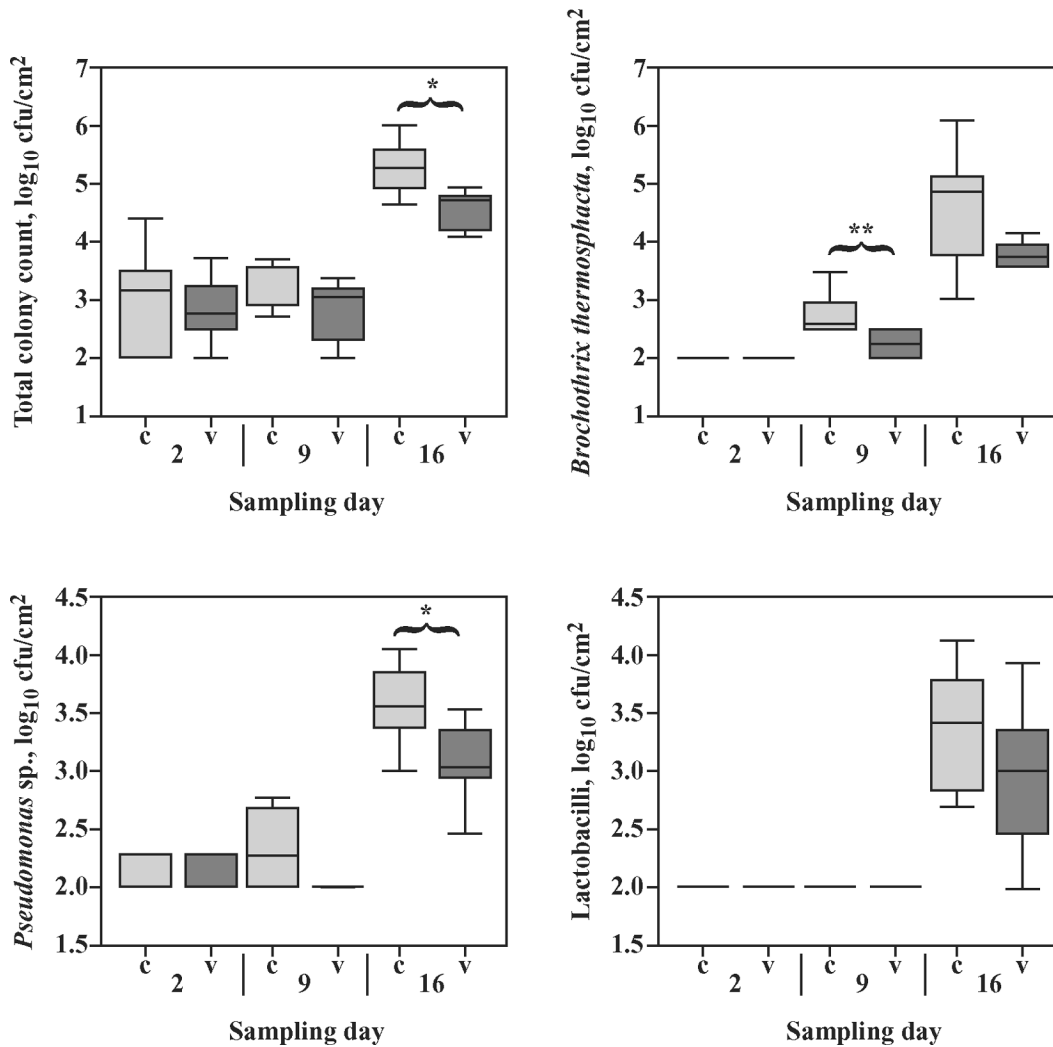 Total colony count, log10 cfu/cm2
7
6
5
4
3
2
1
*
c v c v c v
2 9 16
Sampling day
Brochothrix thermosphacta, log10 cfu/cm2
7
6
5
4
3
2
1
**
c v c v c v
2 9 16
Sampling day
Pseudomonas sp., log10 cfu/cm2
4.5
4.0
3.5
3.0
2.5
2.0
1.5
*
c v c v c v
2 9 16
Sampling day
Lactobacilli, log10 cfu/cm2
4.5
4.0
3.5
3.0
2.5
2.0
1.5
c v c v c v
2 9 16
Sampling day